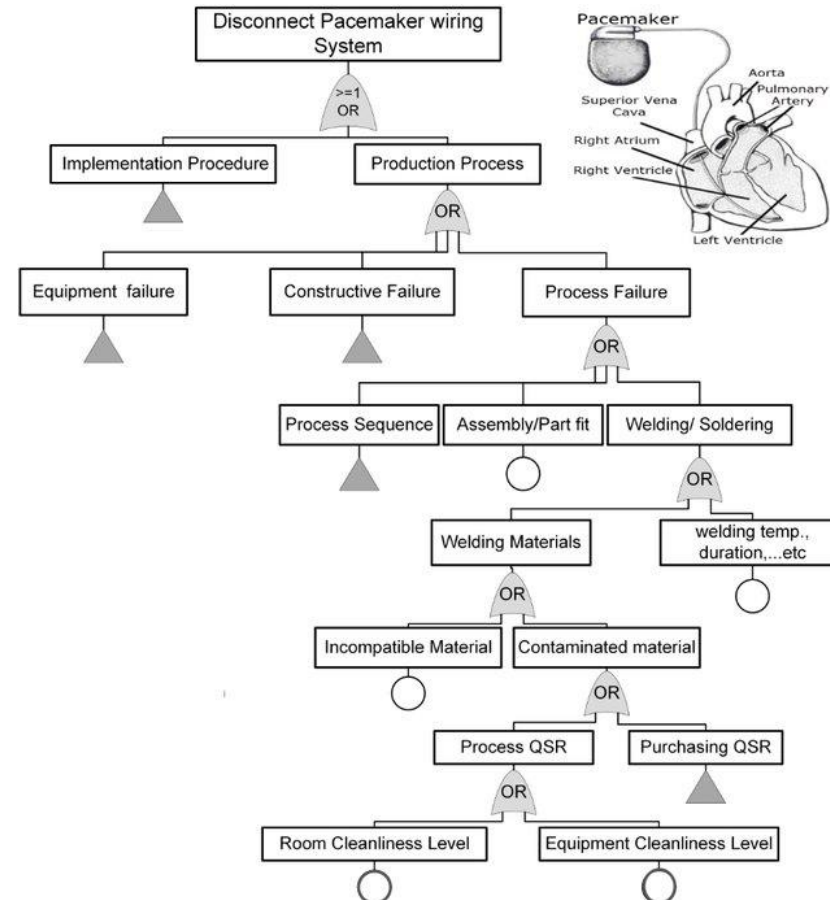 Disconnect Pacemaker wiring
System
>=1
OR
Implementation Procedure
Production Process
OR
Equipment failure
Constructive Failure
Process Failure
OR
Process Sequence
Assembly/Part fit
Welding/ Soldering
OR
Welding Materials
welding temp.,
duration,...etc
OR
Incompatible Material
Contaminated material
OR
Process QSR
Purchasing QSR
OR
Room Cleanliness Level
Equipment Cleanliness Level
Pacemaker
Aorta
Pulmonary
Artery
Superior Vena
Cava
Right Atrium
Right Ventricle
Left Ventricle